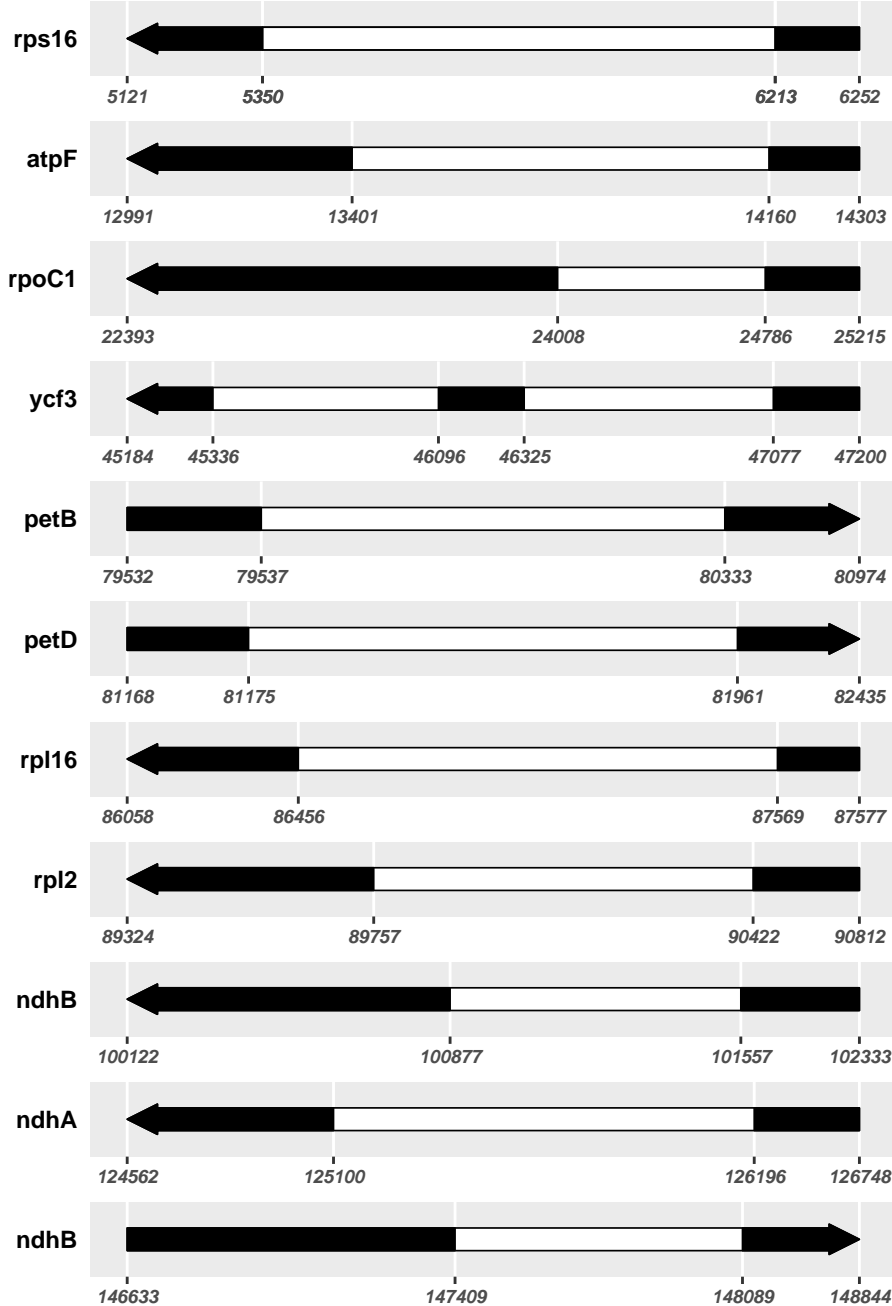 rps16
5121 5350 6213 6252
atpF
12991 13401 14160 14303
rpoC1
22393 24008 24786 25215
ycf3
45184 45336 46096 46325 47077 47200
petB
79532 79537 80333 80974
petD
81168 81175 81961 82435
rpl16
86058 86456 87569 87577
rpl2
89324 89757 90422 90812
ndhB
100122 100877 101557 102333
ndhA
124562 125100 126196 126748
ndhB
146633 147409 148089 148844